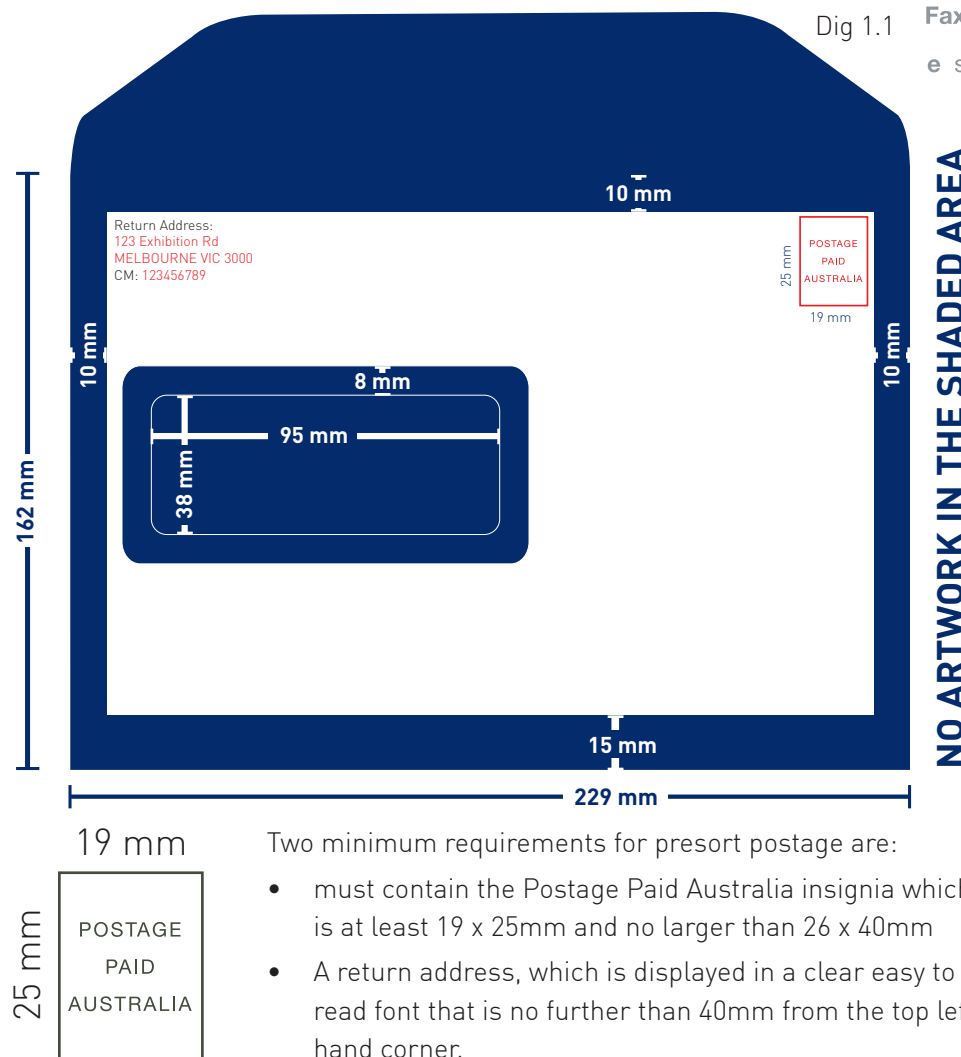 Dig 1.1
Fax
e
10 mm
Return Address:
123 Exhibition Rd
MELBOURNE VIC 3000
CM: 123456789
POSTAGE
PAID
AUSTRALIA
25 mm
19 mm
10 mm
10 mm
8 mm
95 mm
38 mm
162 mm
15 mm
229 mm
NO ARTWORK IN THE SHADED AREA
19 mm
25 mm
POSTAGE
PAID
AUSTRALIA
Two minimum requirements for presort postage are:
• must contain the Postage Paid Australia insignia which
is at least 19 x 25mm and no larger than 26 x 40mm
• A return address, which is displayed in a clear easy to
read font that is no further than 40mm from the top lef
hand corner.